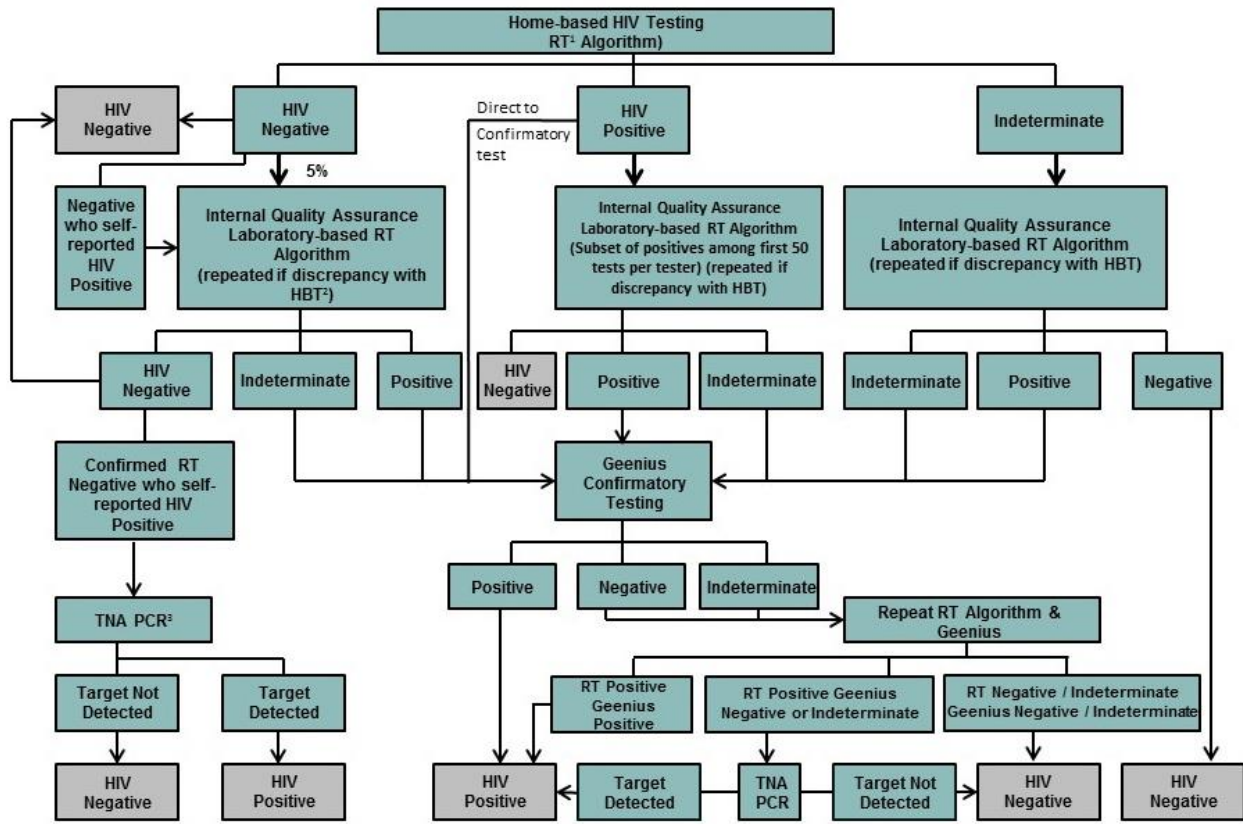 Home-based HIV Testing
RT¹ Algorithm)
HIV
Negative
HIV
Negative
Direct to
Confirmatory
test
HIV
Positive
Indeterminate
5%
Negative
who self-
reported
HIV
Positive
Internal Quality Assurance
Laboratory-based RT
Algorithm
(repeated if discrepancy with
HBT²)
Internal Quality Assurance
Laboratory-based RT Algorithm
(Subset of positives among first 50
tests per tester) (repeated if
discrepancy with HBT)
Internal Quality Assurance
Laboratory-based RT Algorithm
(repeated if discrepancy with HBT)
HIV
Negative
Indeterminate
Positive
HIV
Negative
Positive
Indeterminate
Indeterminate
Positive
Negative
Confirmed RT
Negative who self-
reported HIV
Positive
Geenius
Confirmatory
Testing
Positive
Negative
Indeterminate
TNA PCR³
Repeat RT Algorithm &
Geenius
Target Not
Detected
Target
Detected
RT Positive
Geenius
Positive
RT Positive Geenius
Negative or Indeterminate
RT Negative / Indeterminate
Geenius Negative / Indeterminate
HIV
Negative
HIV
Positive
HIV
Positive
Target
Detected
TNA
PCR
Target Not
Detected
HIV
Negative
HIV
Negative